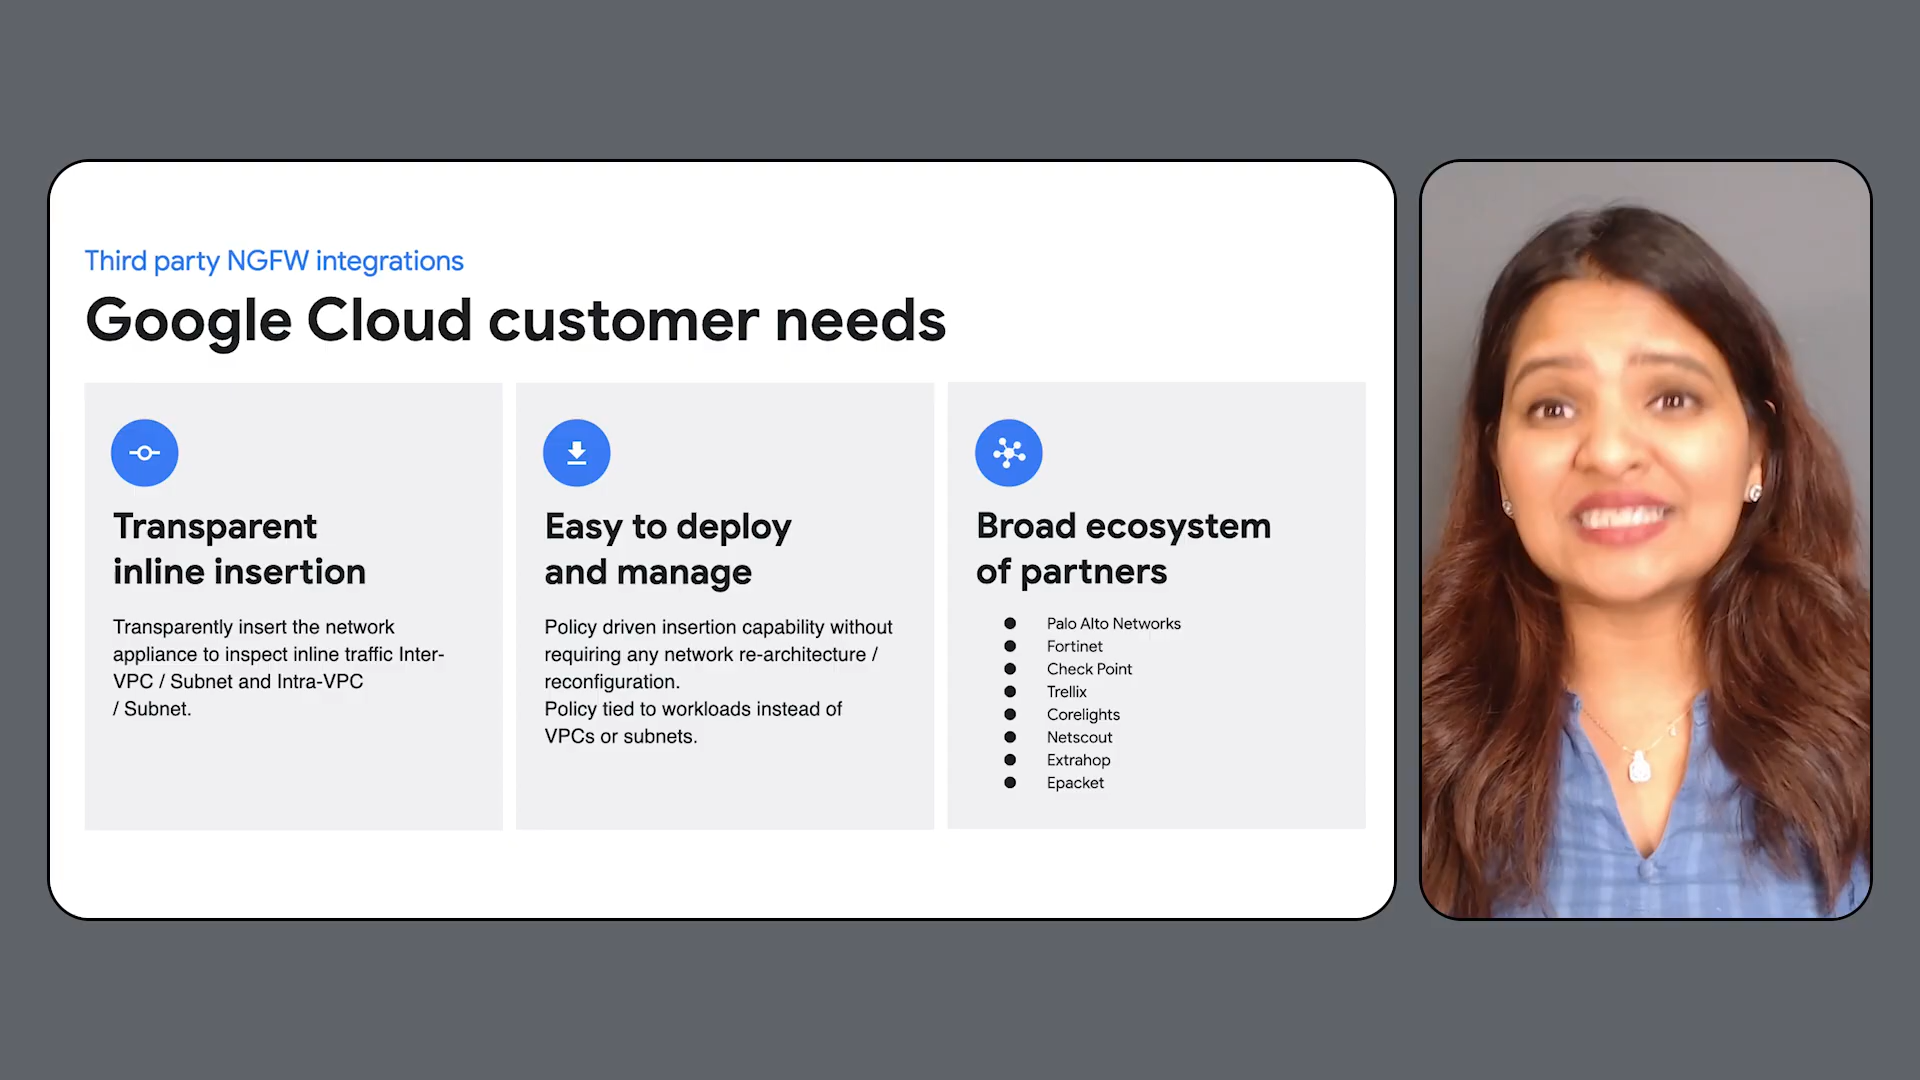 Third party NGFW integrations
Google Cloud customer needs
Transparent
inline insertion
Transparently insert the network
appliance to inspect inline traffic Inter-
VPC / Subnet and Intra-VPC
/ Subnet.
Easy to deploy
and manage
Policy driven insertion capability without
requiring any network re-architecture /
reconfiguration.
Policy tied to workloads instead of
VPCs or subnets.
Broad ecosystem
of partners
● Palo Alto Networks
● Fortinet
● Check Point
● Trellix
● Corelights
● Netscout
● Extrahop
● Epacket